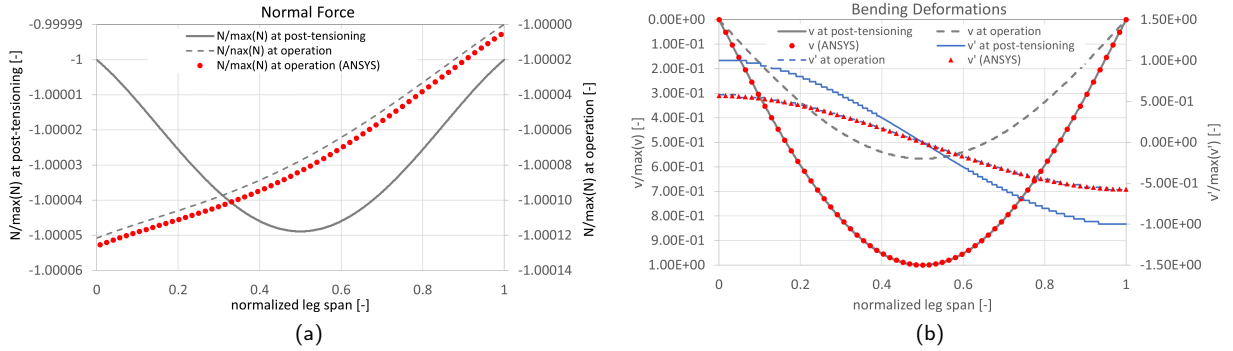 Normal Force
N/max(N) at post-tensioning
N/nax(N) at operation
N/max(N) at operation (ANSYS)
N/max(N) at post-tensioning [-]
-0.99999
-1
-1.00001
-1.00002
-1.00003
-1.00004
-1.00005
-1.00006
-1.00000
-1.00002
-1.00004
-1.00006
-1.00008
-1.00010
-1.00012
-1.00014
N/max(N) at operation [-]
0 0.2 0.4 0.6 0.8 1
normalized leg span [-]
(a)
Bending Deformations
v at post-tensioning v at operation
v (ANSYS) v' at post-tensioning
v' at operation v' (ANSYS)
v/max(v) [-]
0.00E+00
1.00E-01
2.00E-01
3.00E-01
4.00E-01
5.00E-01
6.00E-01
7.00E-01
8.00E-01
9.00E-01
1.00E+00
1.50E+00
1.00E+00
5.00E-01
0.00E+00
-5.00E-01
-1.00E+00
-1.50E+00
v'/max(v') [-]
0 0.2 0.4 0.6 0.8 1
normalized leg span [-]
(b)